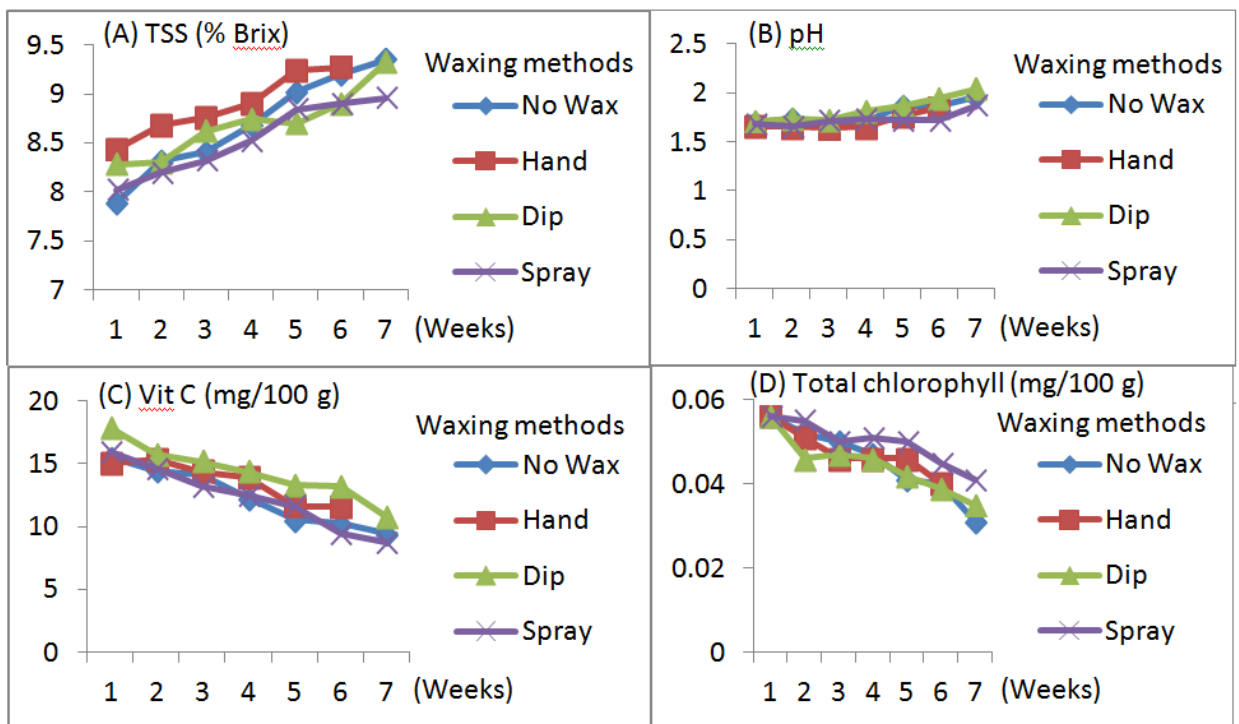 (A) TSS (% Brix)
9.5
9
8.5
8
7.5
7
1 2 3 4 5 6 7 (Weeks)
Waxing methods
No Wax
Hand
Dip
Spray
(B) pH
2.5
2
1.5
1
0.5
0
1 2 3 4 5 6 7 (Weeks)
Waxing methods
No Wax
Hand
Dip
Spray
(C) Vit C (mg/100 g)
20
15
10
5
0
1 2 3 4 5 6 7 (Weeks)
Waxing methods
No Wax
Hand
Dip
Spray
(D) Total chlorophyll (mg/100 g)
0.06
0.04
0.02
0
1 2 3 4 5 6 7 (Weeks)
Waxing methods
No Wax
Hand
Dip
Spray